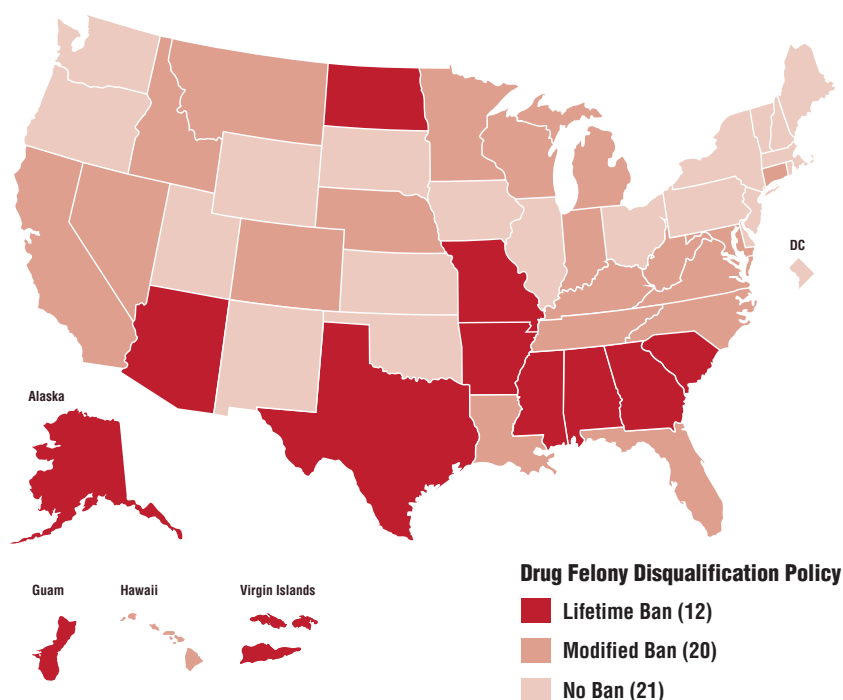 DC
Alaska
Guam
Hawaii
Virgin Islands
Drug Felony Disqualification Policy
Lifetime Ban (12)
Modified Ban (20)
No Ban (21)